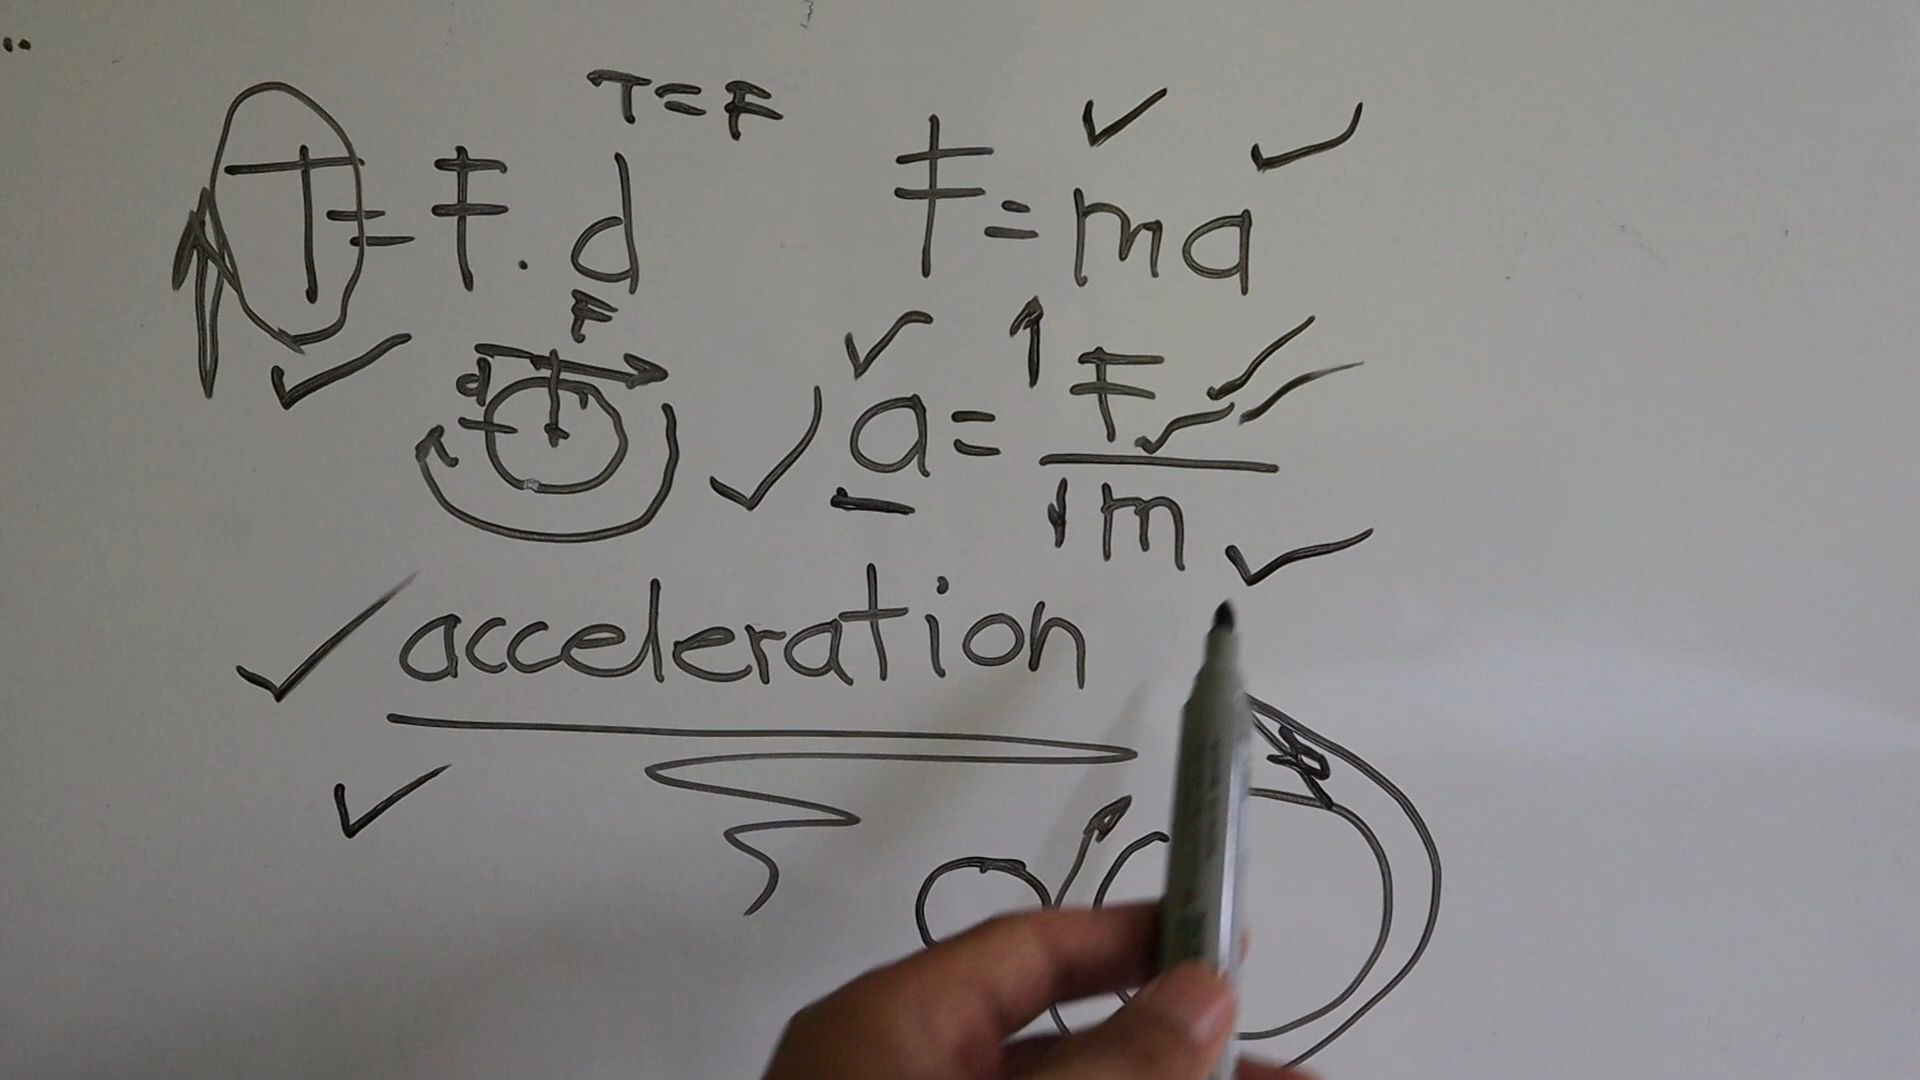 T = F
T = F . d
F = ma
F
d r
a = F / m
acceleration